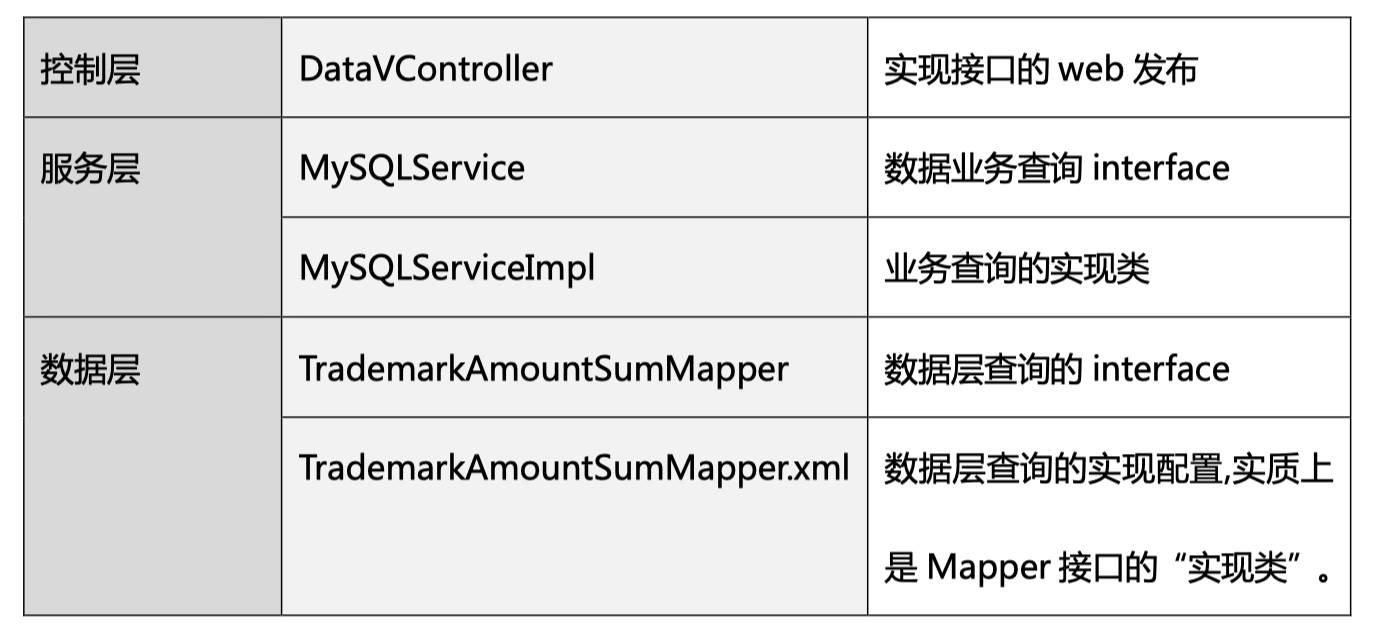 控制层 DataVController 实现接口的 web 发布
服务层 MySQLService 数据业务查询 interface
MySQLServiceImpl 业务查询的实现类
数据层 TrademarkAmountSumMapper 数据层查询的 interface
TrademarkAmountSumMapper.xml 数据层查询的实现配置,实质上
是 Mapper 接口的“实现类”。